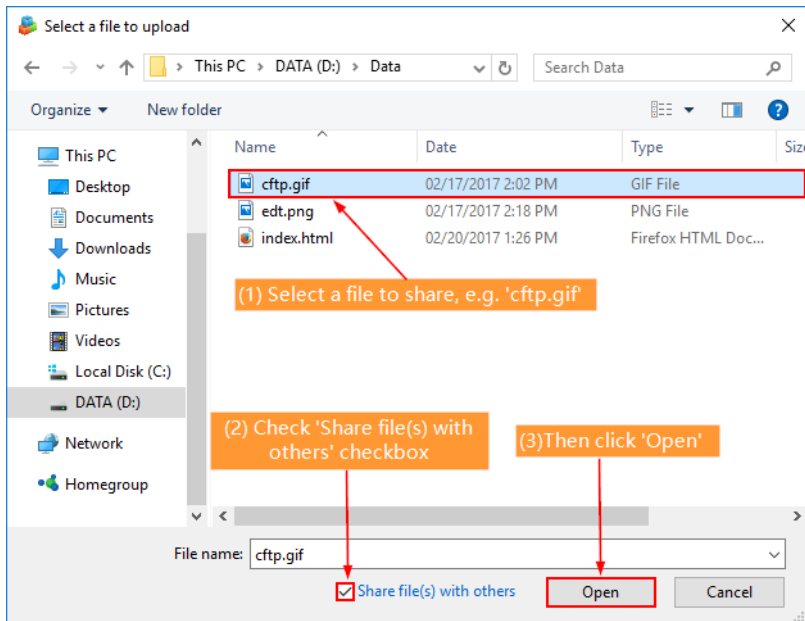 Select a file to upload
This PC > DATA (D:) > Data
Search Data
Organize
New folder
?
Name
Date
Type
Siz
This PC
Desktop
Documents
Downloads
Music
Pictures
Videos
Local Disk (C:)
DATA (D:)
Network
Homegroup
cftp.gif 02/17/2017 2:02 PM GIF File
edt.png 02/17/2017 2:18 PM PNG File
index.html 02/20/2017 1:26 PM Firefox HTML Doc...
(1) Select a file to share, e.g. 'cftp.gif'
(2) Check 'Share file(s) with
others' checkbox
(3)Then click 'Open'
File name: cftp.gif
Share file(s) with others
Open
Cancel